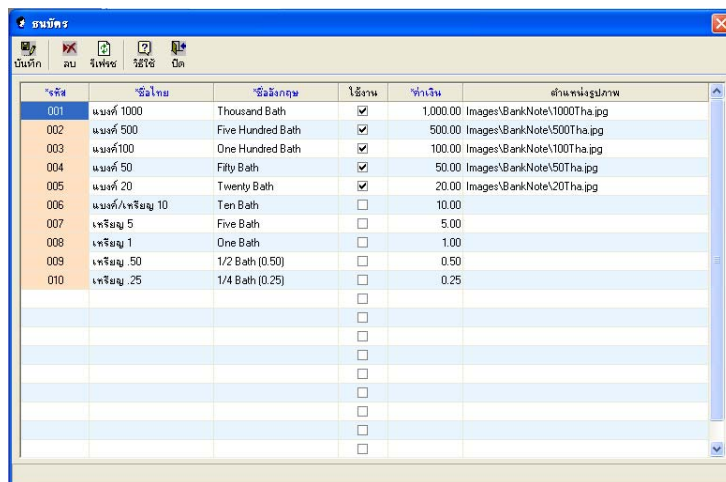 ธนบัตร
บันทึก ลบ รีเฟรช วิธีใช้ ปิด
*รหัส *ชื่อไทย *ชื่ออังกฤษ ใช้งาน *ค่าเงิน ตำแหน่งรูปภาพ
001 แบงค์ 1000 Thousand Bath 1,000.00 Images\BankNote\1000Tha.jpg
002 แบงค์ 500 Five Hundred Bath 500.00 Images\BankNote\500Tha.jpg
003 แบงค์100 One Hundred Bath 100.00 Images\BankNote\100Tha.jpg
004 แบงค์ 50 Fifty Bath 50.00 Images\BankNote\50Tha.jpg
005 แบงค์ 20 Twenty Bath 20.00 Images\BankNote\20Tha.jpg
006 แบงค์/เหรียญ 10 Ten Bath 10.00
007 เหรียญ 5 Five Bath 5.00
008 เหรียญ 1 One Bath 1.00
009 เหรียญ .50 1/2 Bath (0.50) 0.50
010 เหรียญ .25 1/4 Bath (0.25) 0.25